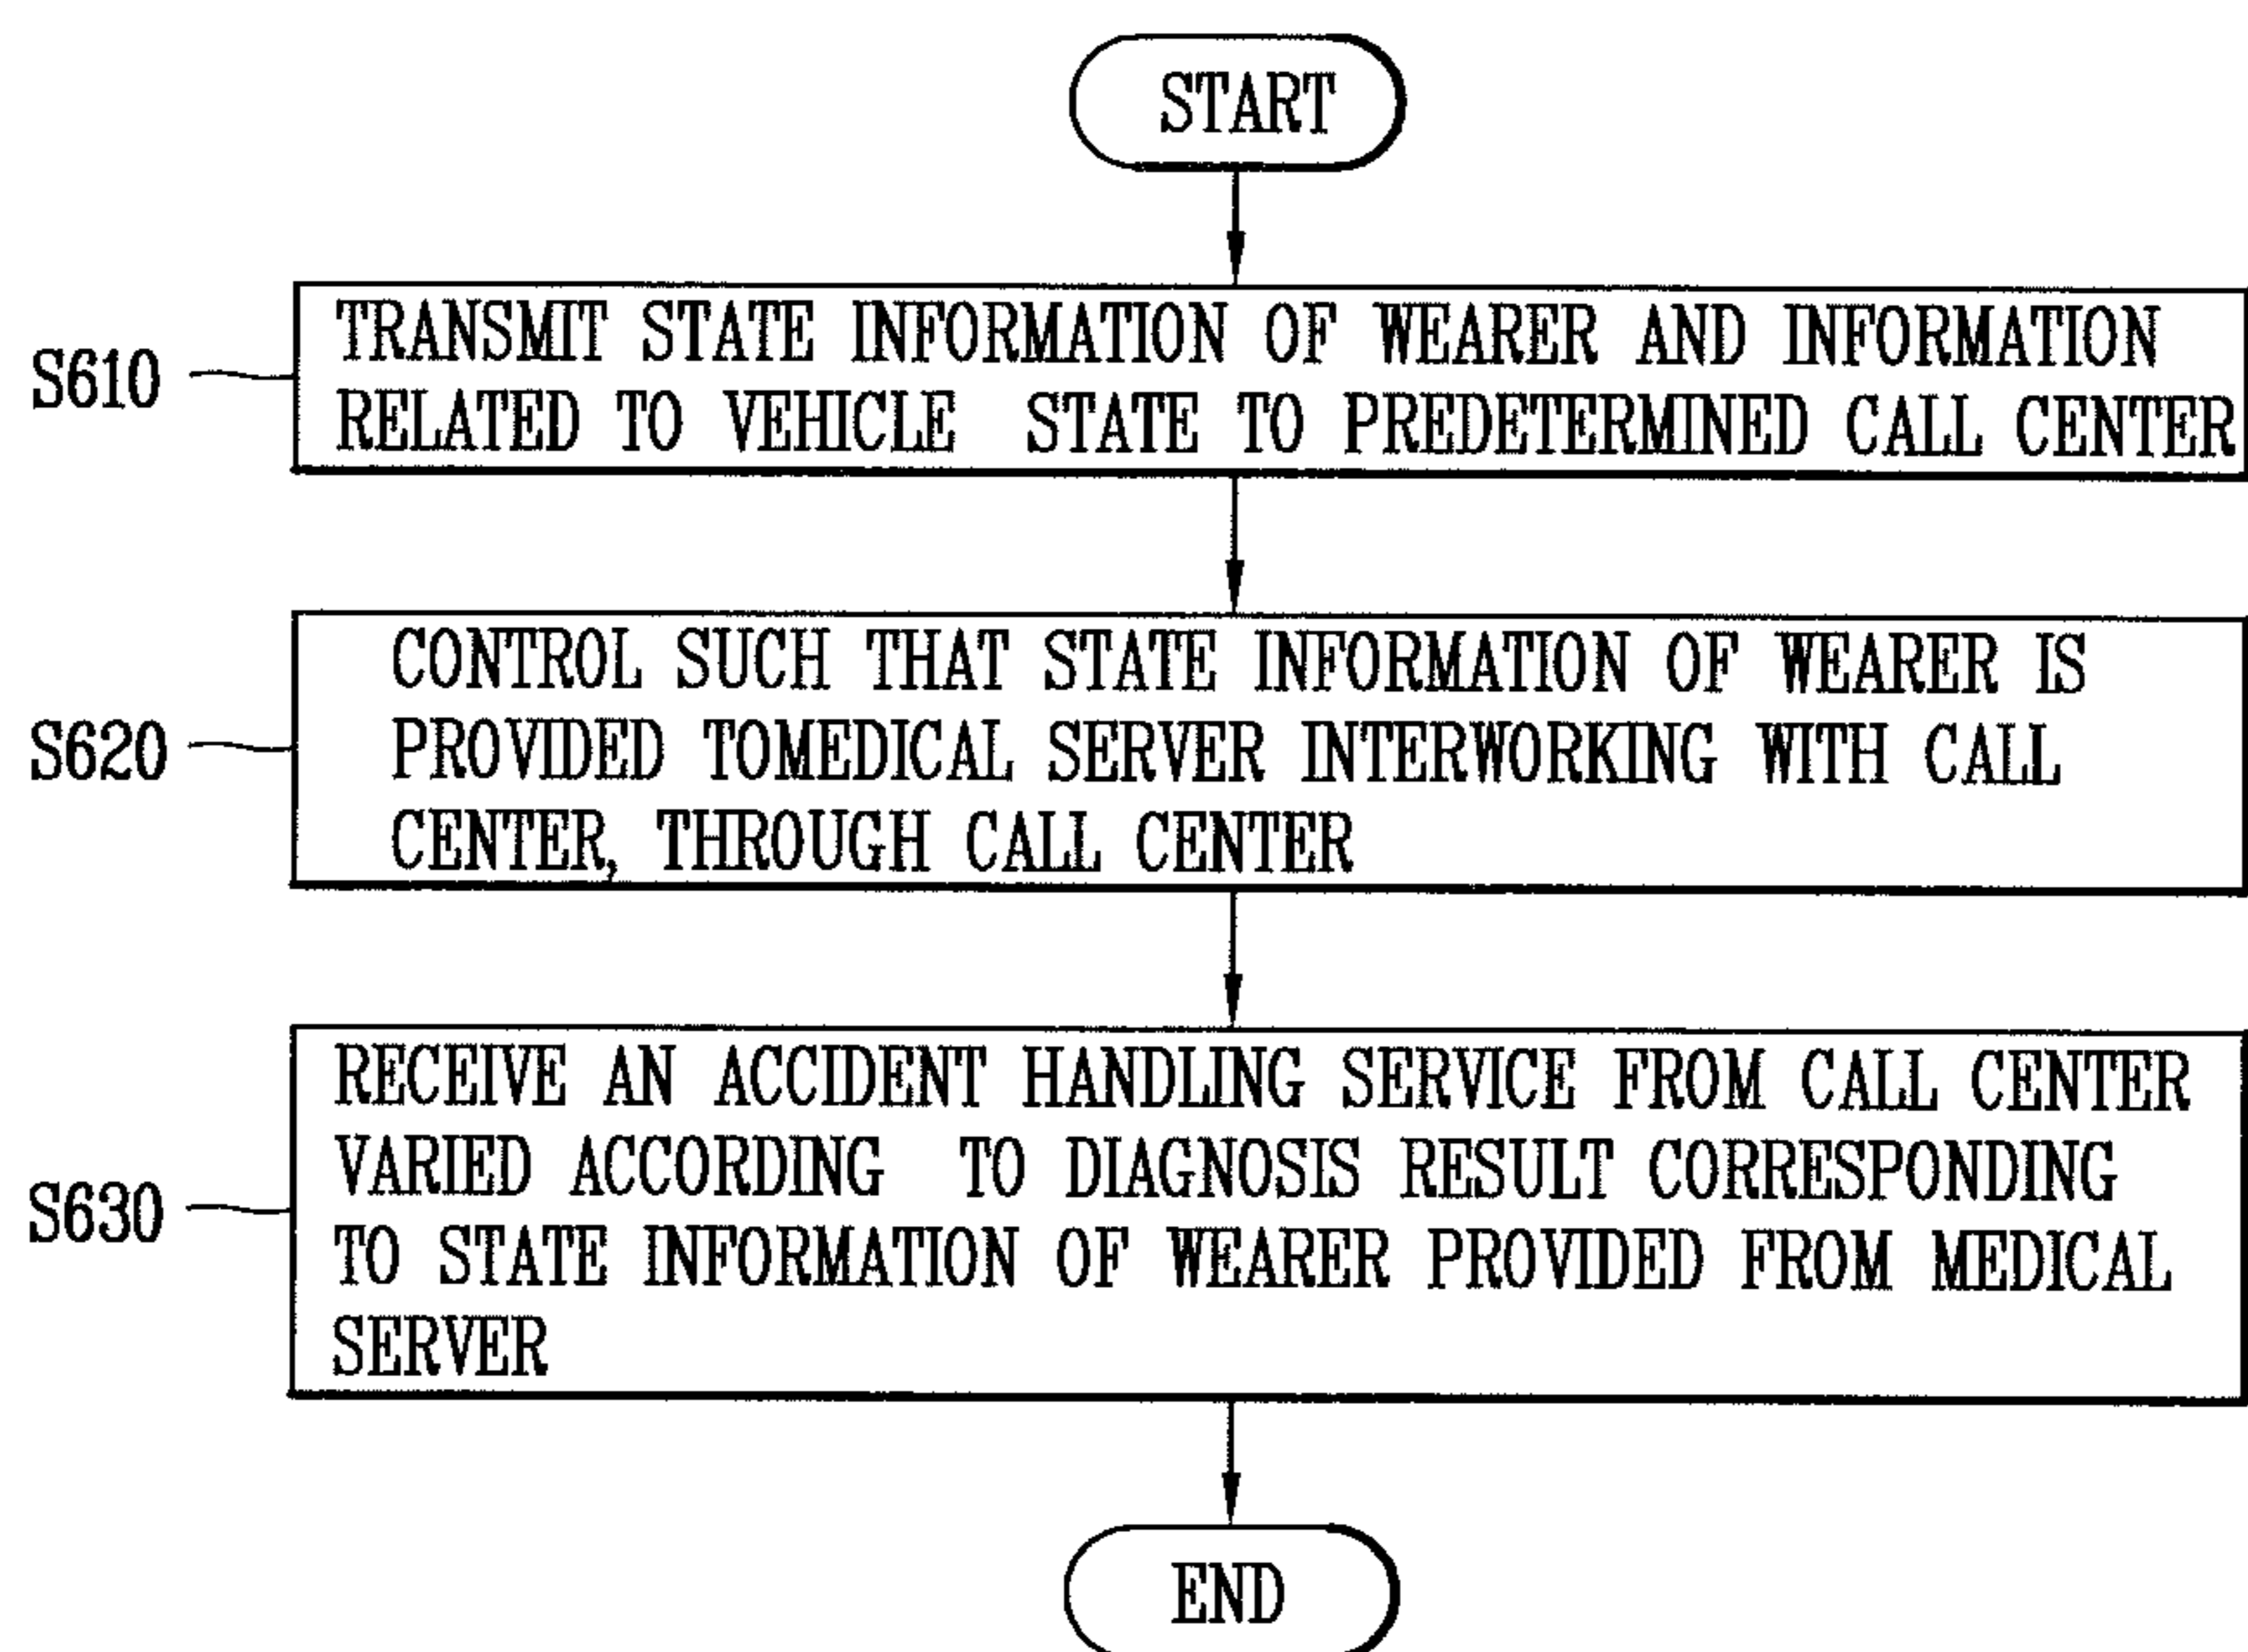 START
S610
TRANSMIT STATE INFORMATION OF WEARER AND INFORMATION
RELATED TO VEHICLE STATE TO PREDETERMINED CALL CENTER
S620
CONTROL SUCH THAT STATE INFORMATION OF WEARER IS
PROVIDED TOMEDICAL SERVER INTERWORKING WITH CALL
CENTER, THROUGH CALL CENTER
S630
RECEIVE AN ACCIDENT HANDLING SERVICE FROM CALL CENTER
VARIED ACCORDING TO DIAGNOSIS RESULT CORRESPONDING
TO STATE INFORMATION OF WEARER PROVIDED FROM MEDICAL
SERVER
END